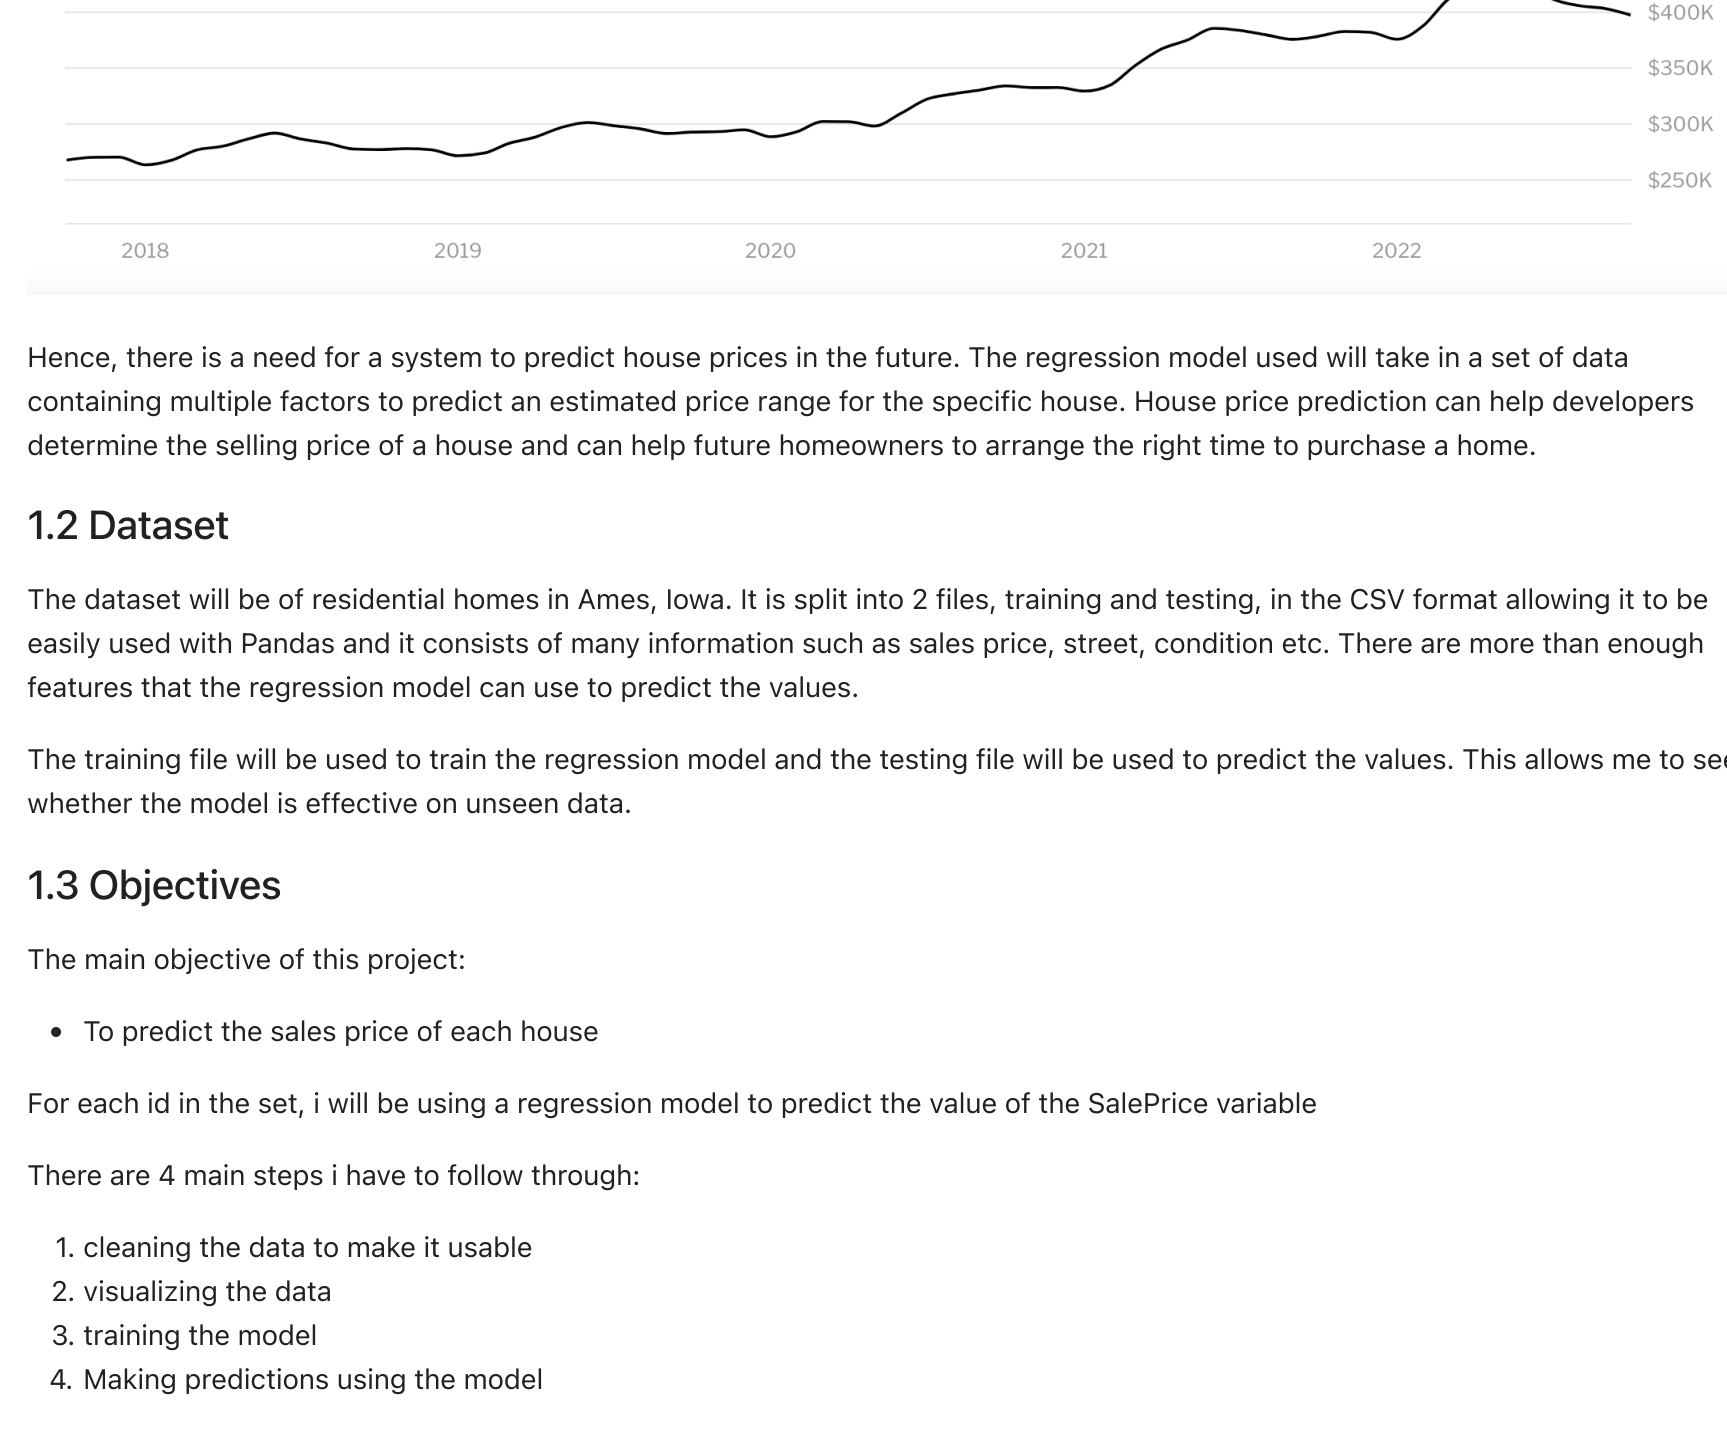 $400K
$350K
$300K
$250K
2018 2019 2020 2021 2022
Hence, there is a need for a system to predict house prices in the future. The regression model used will take in a set of data
containing multiple factors to predict an estimated price range for the specific house. House price prediction can help developers
determine the selling price of a house and can help future homeowners to arrange the right time to purchase a home.
1.2 Dataset
The dataset will be of residential homes in Ames, Iowa. It is split into 2 files, training and testing, in the CSV format allowing it to be
easily used with Pandas and it consists of many information such as sales price, street, condition etc. There are more than enough
features that the regression model can use to predict the values.
The training file will be used to train the regression model and the testing file will be used to predict the values. This allows me to see
whether the model is effective on unseen data.
1.3 Objectives
The main objective of this project:
• To predict the sales price of each house
For each id in the set, i will be using a regression model to predict the value of the SalePrice variable
There are 4 main steps i have to follow through:
1. cleaning the data to make it usable
2. visualizing the data
3. training the model
4. Making predictions using the model